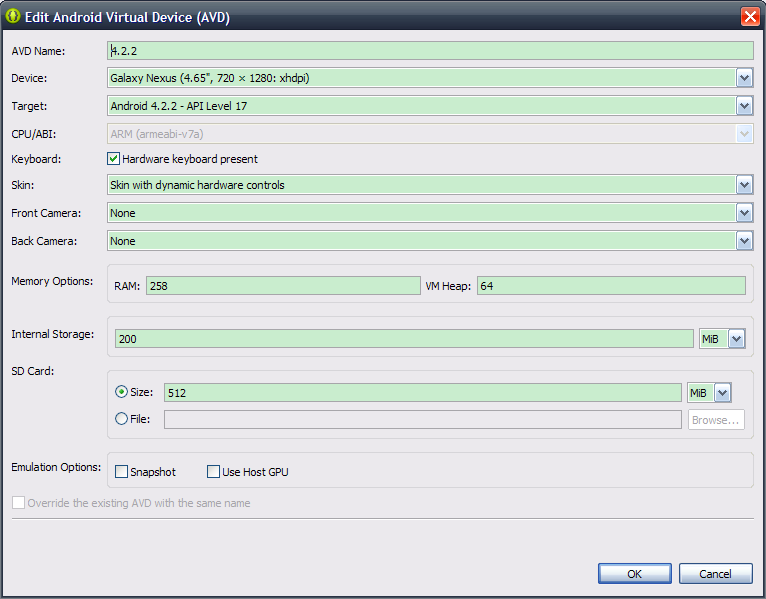 Edit Android Virtual Device (AVD)
AVD Name: 4.2.2
Device: Galaxy Nexus (4.65", 720 × 1280: xhdpi)
Target: Android 4.2.2 - API Level 17
CPU/ABI: ARM (armeabi-v7a)
Keyboard: Hardware keyboard present
Skin: Skin with dynamic hardware controls
Front Camera: None
Back Camera: None
Memory Options: RAM: 258 VM Heap: 64
Internal Storage: 200 MiB
SD Card:
Size: 512 MiB
File: Browse...
Emulation Options: Snapshot Use Host GPU
Override the existing AVD with the same name
OK Cancel